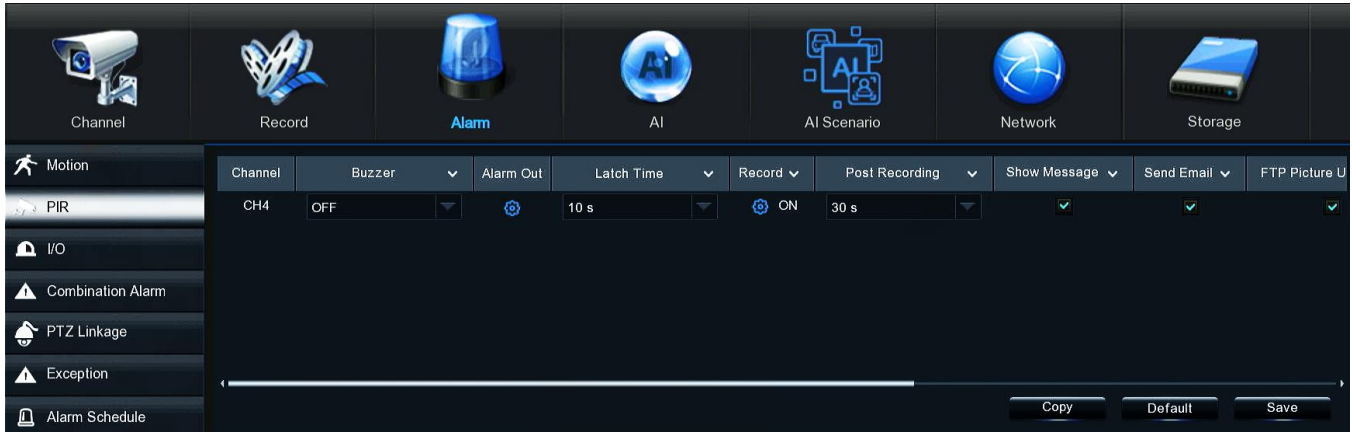 Channel Record Alarm AI AI Scenario Network Storage
Motion
PIR
I/O
Combination Alarm
PTZ Linkage
Exception
Alarm Schedule
Channel Buzzer Alarm Out Latch Time Record Post Recording Show Message Send Email FTP Picture U
CH4 OFF 10 s ON 30 s
Copy Default Save